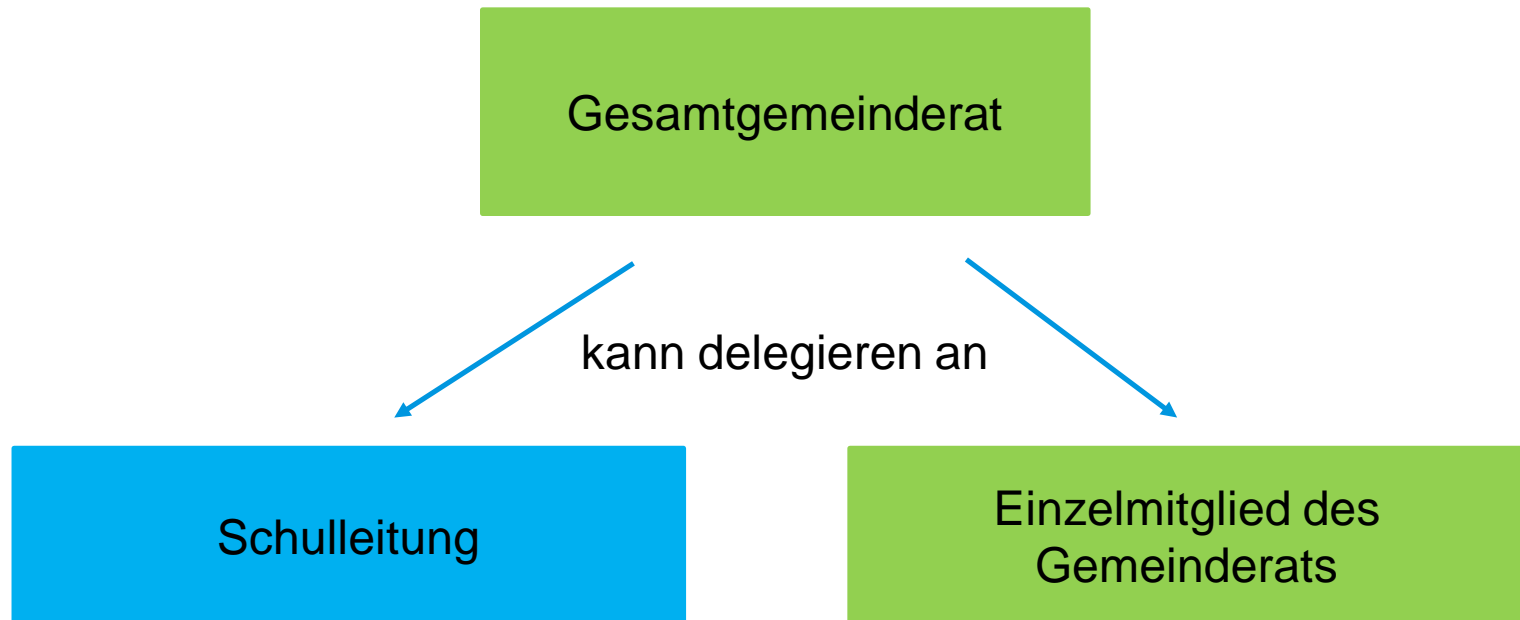 Gesamtgemeinderat
kann delegieren an
Schulleitung
Einzelmitglied des
Gemeinderats